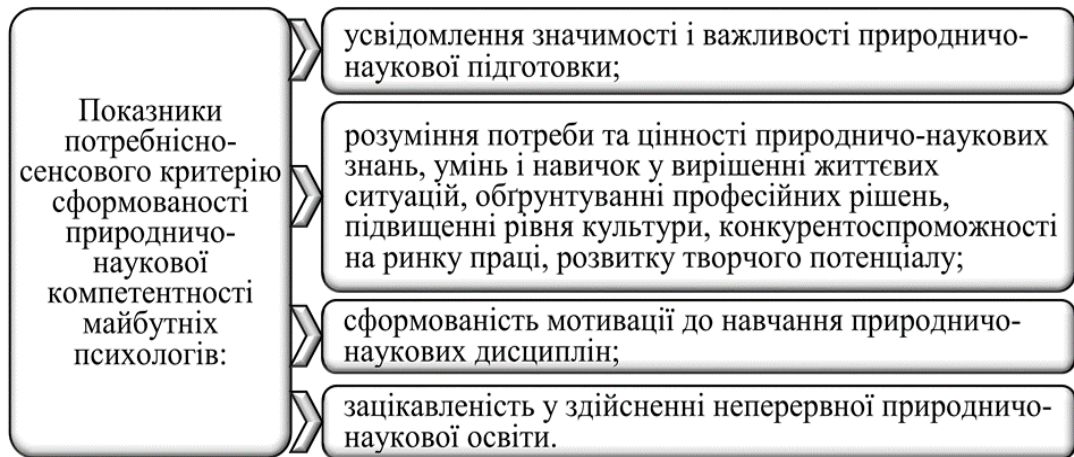 Показники
потребнісно-
сенсового критерію
сформованості
природничо-
наукової
компетентності
майбутніх
психологів:
усвідомлення значимості і важливості природничо-
наукової підготовки;
розуміння потреби та цінності природничо-наукових
знань, умінь і навичок у вирішенні життєвих
ситуацій, обґрунтуванні професійних рішень,
підвищенні рівня культури, конкурентоспроможності
на ринку праці, розвитку творчого потенціалу;
сформованість мотивації до навчання природничо-
наукових дисциплін;
зацікавленість у здійсненні неперервної природничо-
наукової освіти.